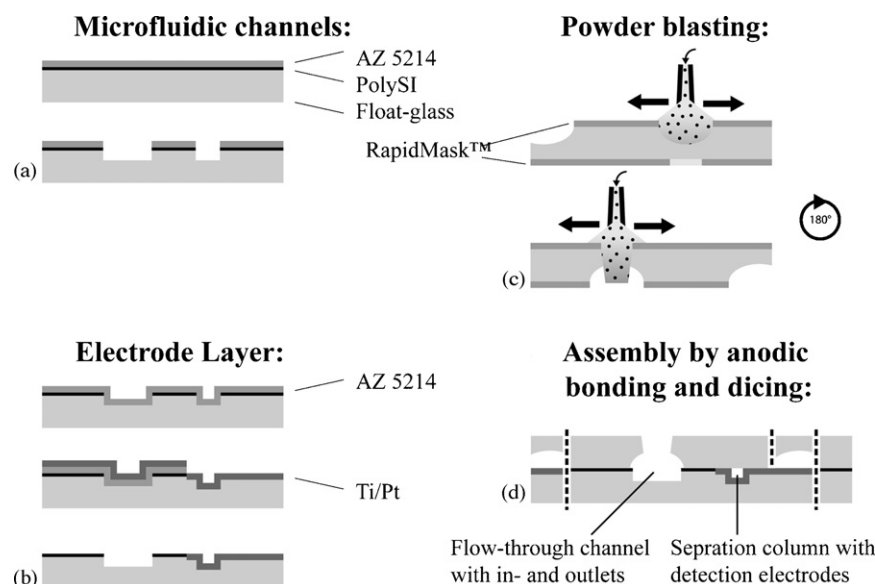 Microfluidic channels:
AZ 5214
PolySI
Float-glass
(a)
Powder blasting:
RapidMask™
180°
(c)
Electrode Layer:
AZ 5214
Ti/Pt
(b)
Assembly by anodic
bonding and dicing:
(d)
Flow-through channel
with in- and outlets
Sepration column with
detection electrodes